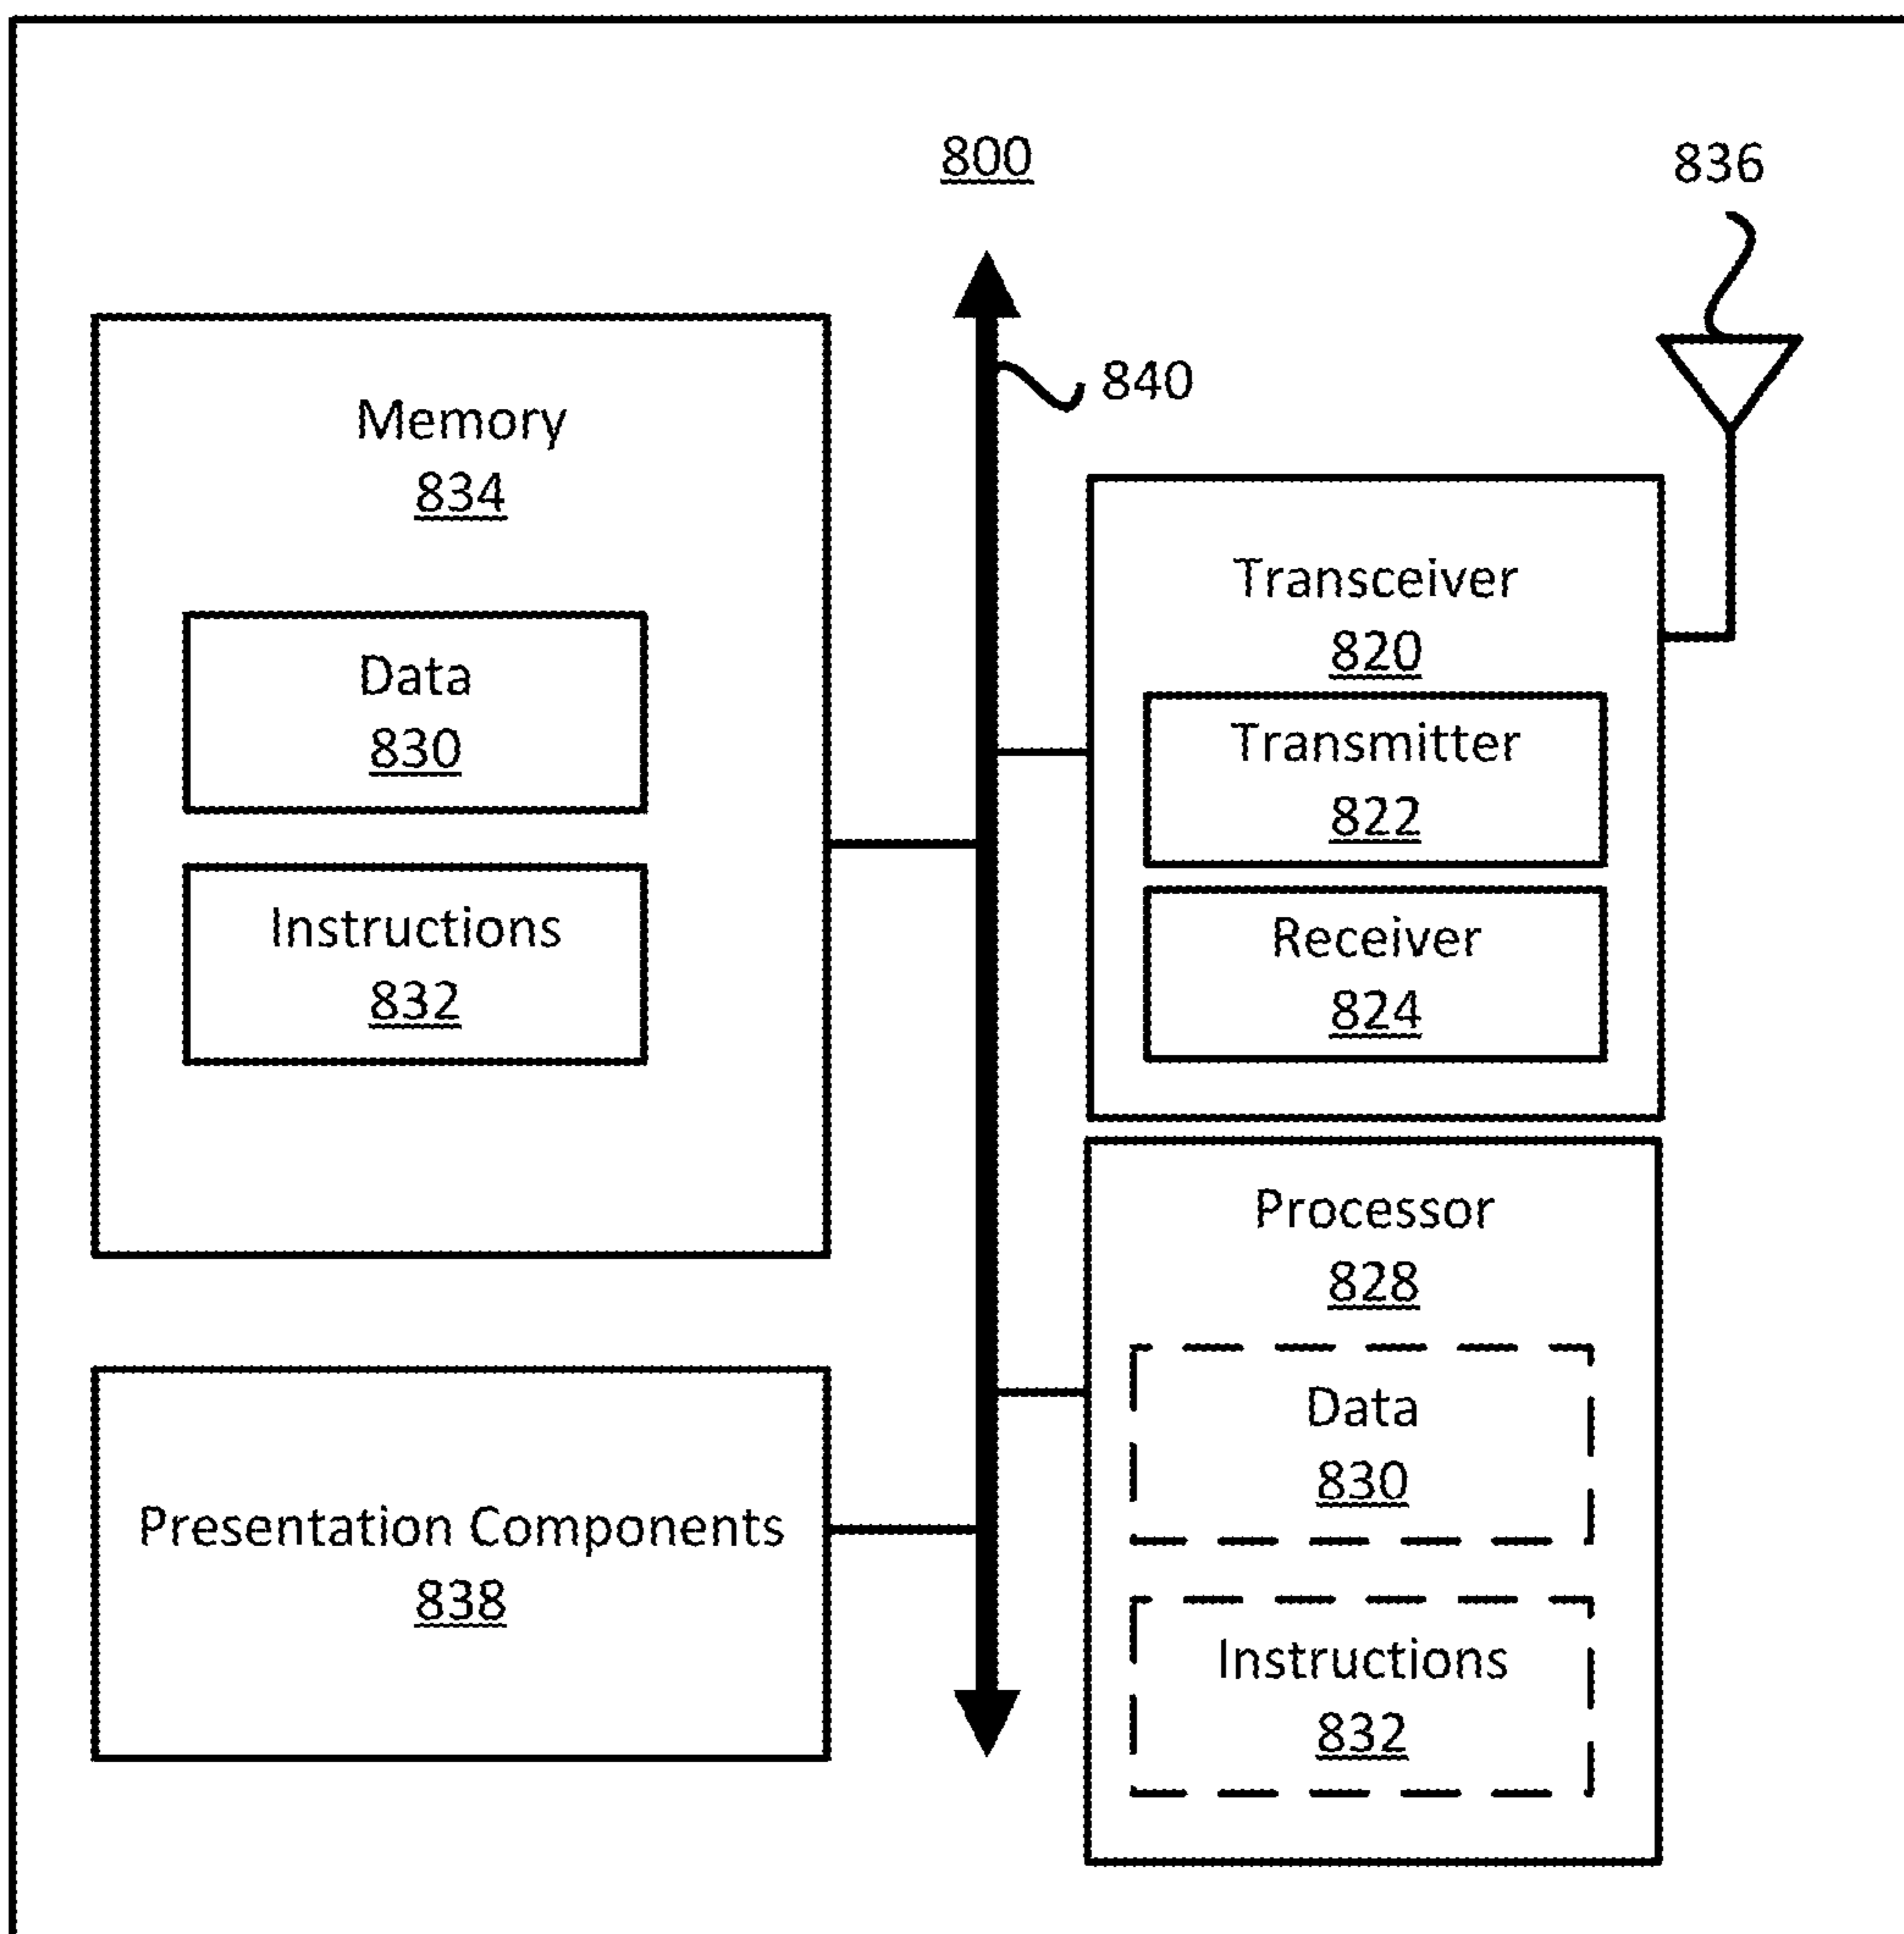 800
836
840
Memory
834
Data
830
Instructions
832
Transceiver
820
Transmitter
822
Receiver
824
Processor
828
Data
830
Instructions
832
Presentation Components
838